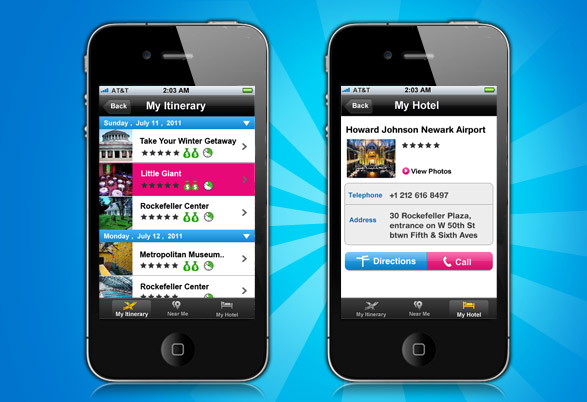 AT&T 2:03 AM
Back My Itinerary
Sunday , July 11 , 2011
Take Your Winter Getaway
Little Giant
Rockefeller Center
Monday , July 12 , 2011
Metropolitan Museum..
Rockefeller Center
My Itinerary Near Me My Hotel
AT&T 2:03 AM
Back My Hotel
Howard Johnson Newark Airport
View Photos
Telephone +1 212 616 8497
Address 30 Rockefeller Plaza,
entrance on W 50th St
btwn Fifth & Sixth Aves
Directions Call
My Itinerary Near Me My Hotel